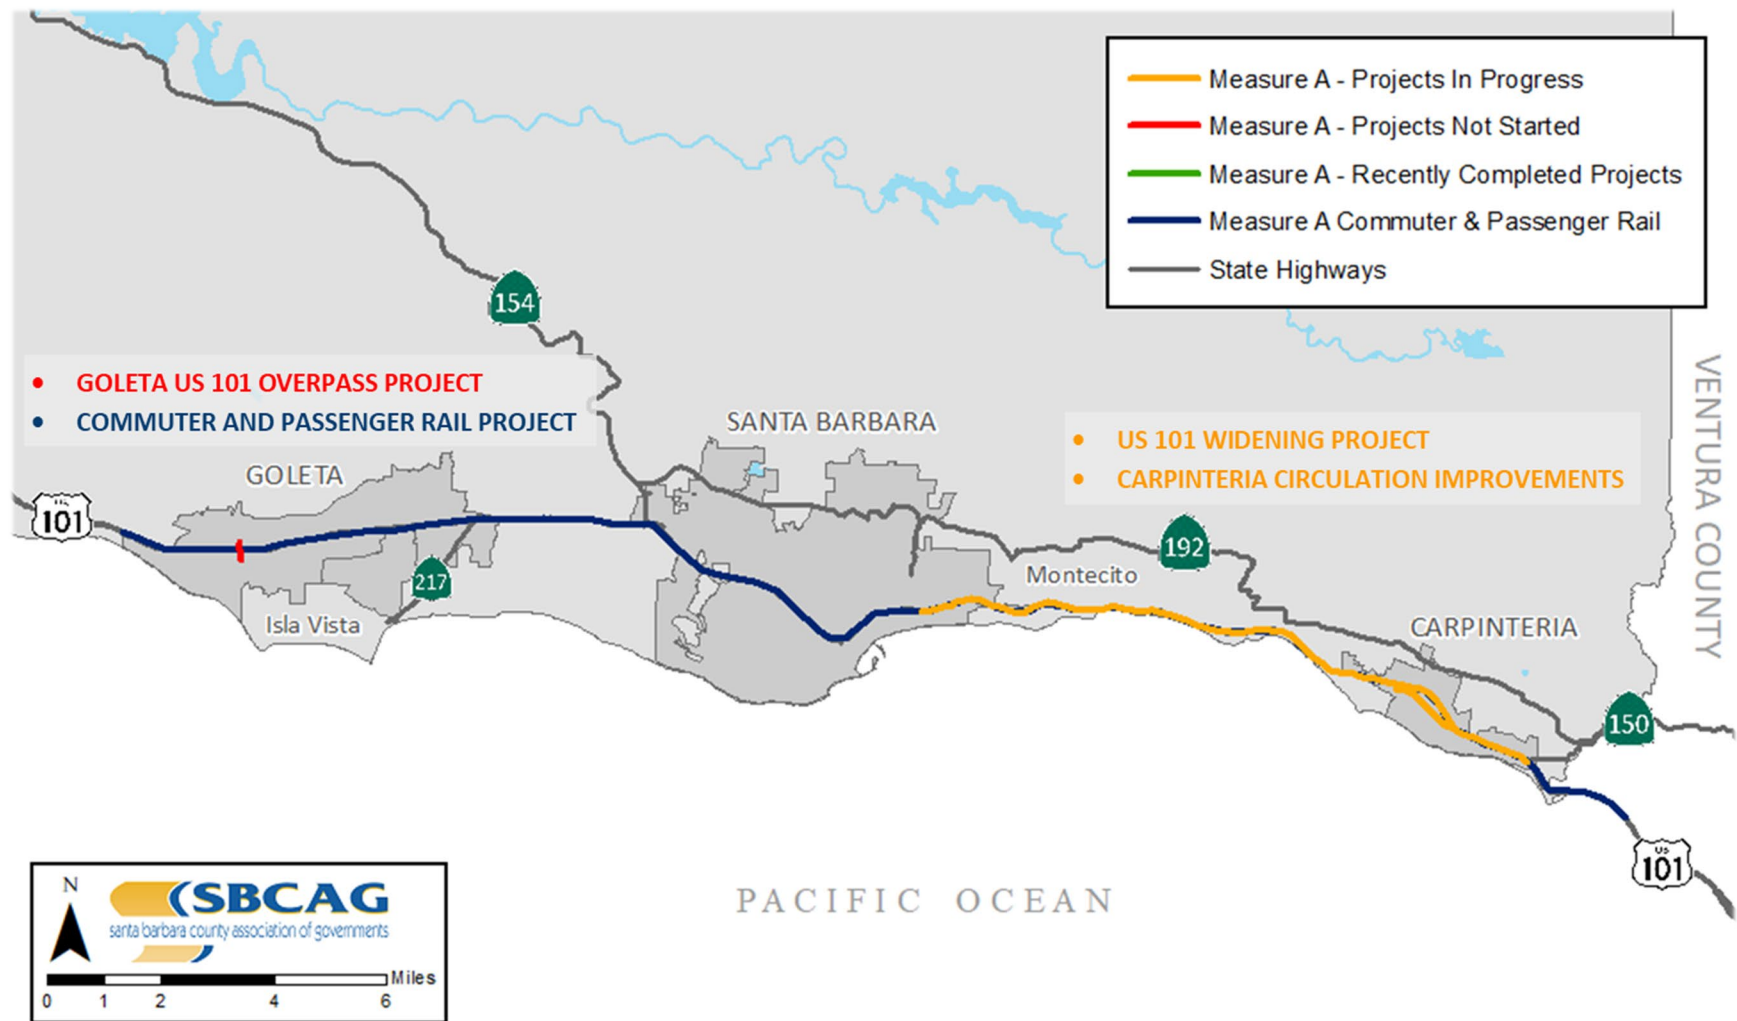 Measure A - Projects In Progress
Measure A - Projects Not Started
Measure A - Recently Completed Projects
Measure A Commuter & Passenger Rail
State Highways
154
• GOLETA US 101 OVERPASS PROJECT
• COMMUTER AND PASSENGER RAIL PROJECT
SANTA BARBARA
• US 101 WIDENING PROJECT
• CARPINTERIA CIRCULATION IMPROVEMENTS
VENTURA COUNTY
GOLETA
US
101
192
Montecito
217
Isla Vista
CARPINTERIA
150
US
101
PACIFIC OCEAN
N
SBCAG
santa barbara county association of governments
Miles
0 1 2 4 6